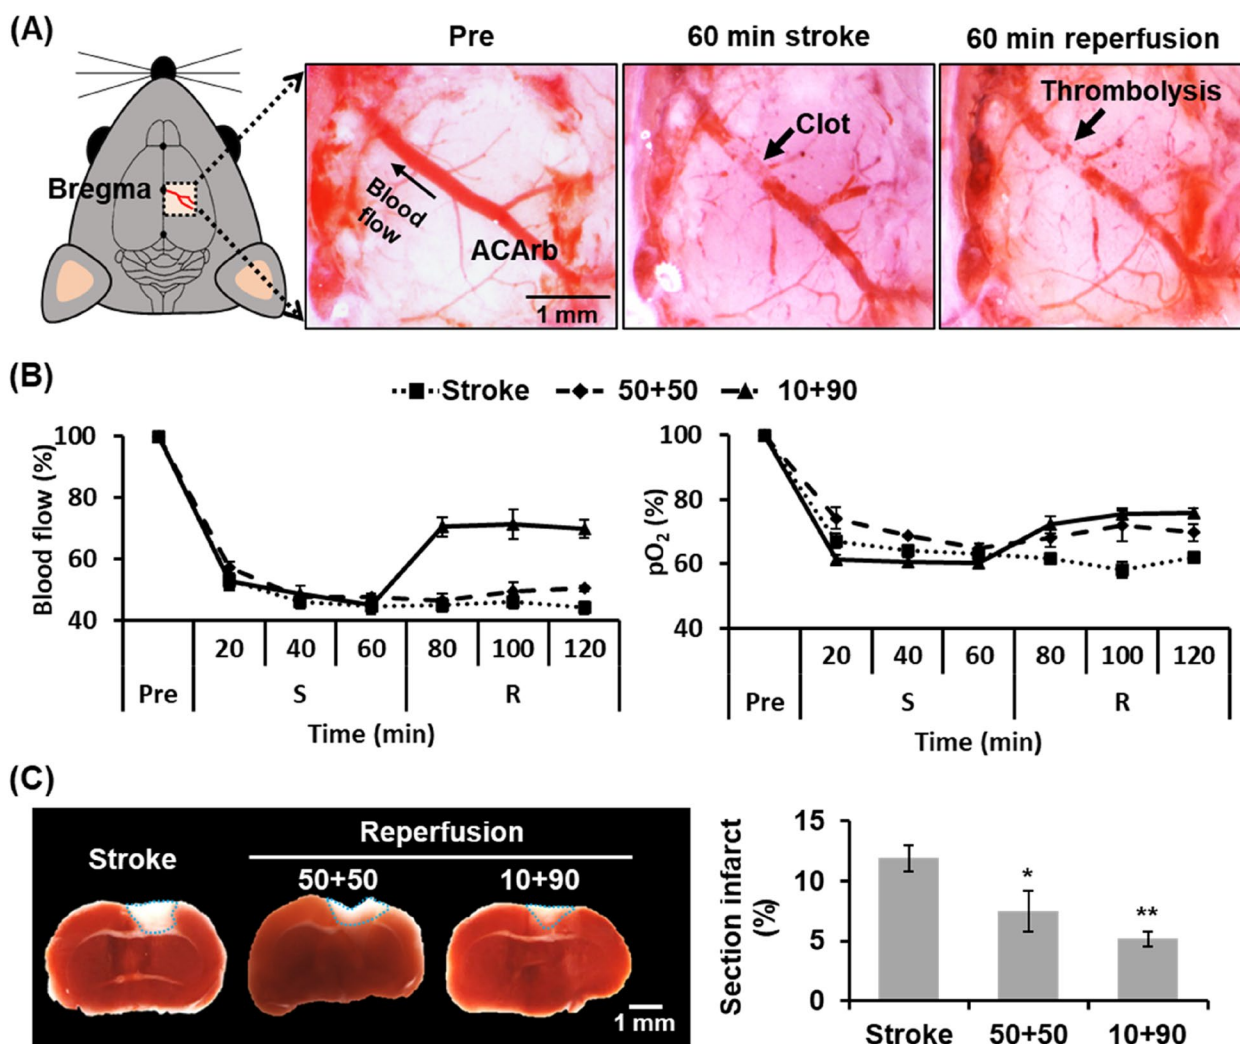 (A)
Pre
60 min stroke
60 min reperfusion
Bregma
Blood flow
ACArb
1 mm
Clot
Thrombolysis
(B)
Stroke 50+50 10+90
Blood flow (%)
100
80
60
40
20 40 60 80 100 120
Pre S R
Time (min)
pO₂ (%)
100
80
60
40
20 40 60 80 100 120
Pre S R
Time (min)
(C)
Reperfusion
Stroke
50+50
10+90
1 mm
Section infarct
(%)
15
10
5
0
*
**
Stroke 50+50 10+90